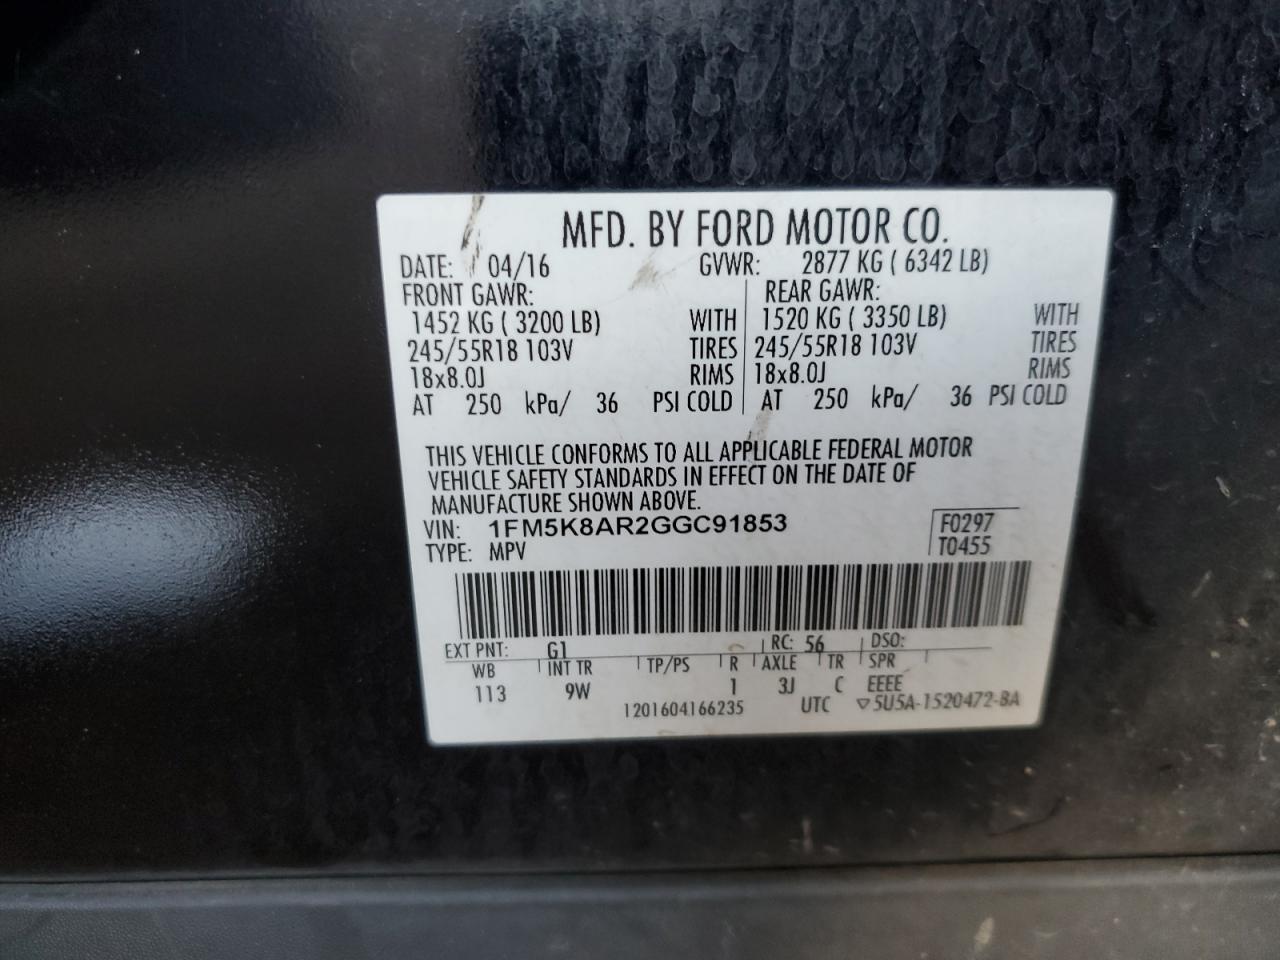 MFD. BY FORD MOTOR CO.
DATE: 04/16 GVWR: 2877 KG ( 6342 LB)
FRONT GAWR: REAR GAWR:
1452 KG ( 3200 LB) WITH 1520 KG ( 3350 LB) WITH
245/55R18 103V TIRES 245/55R18 103V TIRES
18x8.0J RIMS 18x8.0J RIMS
AT 250 kPa/ 36 PSI COLD AT 250 kPa/ 36 PSI COLD
THIS VEHICLE CONFORMS TO ALL APPLICABLE FEDERAL MOTOR
VEHICLE SAFETY STANDARDS IN EFFECT ON THE DATE OF
MANUFACTURE SHOWN ABOVE.
VIN: 1FM5K8AR2GGC91853 F0297
TYPE: MPV T0455
EXT PNT: G1 RC: 56 DSO:
WB INT TR TP/PS R AXLE TR SPR
113 9W 1 3J C EEEE
1201604166235 UTC ▽5U5A-1520472-BA